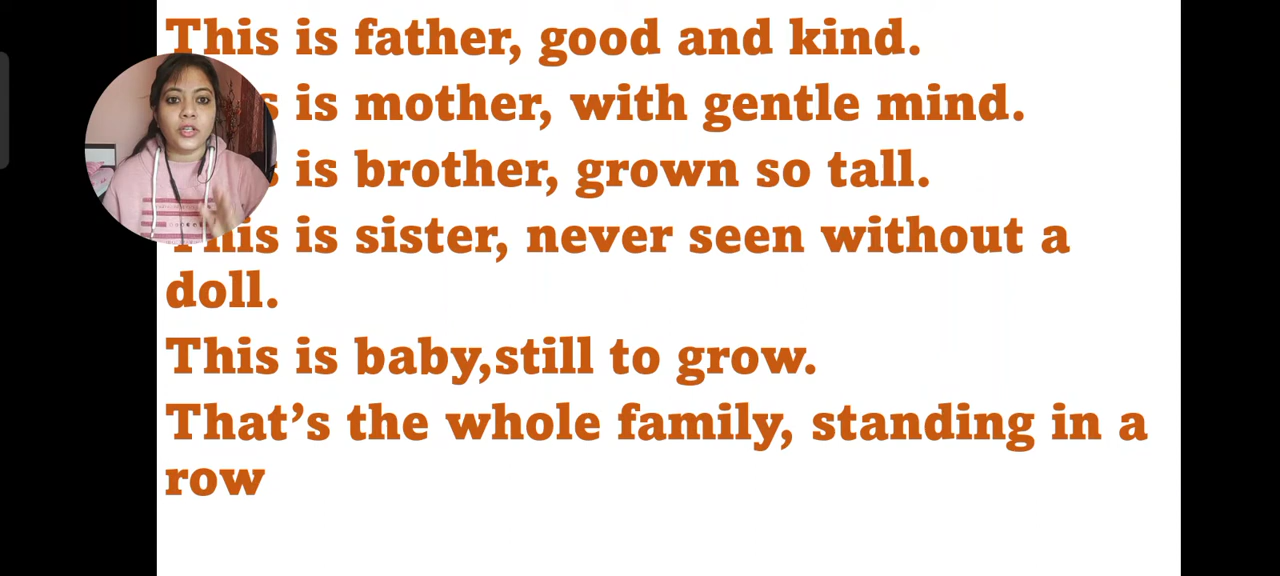 This is father, good and kind.
is mother, with gentle mind.
is brother, grown so tall.
This is sister, never seen without a
doll.
This is baby,still to grow.
That’s the whole family, standing in a
row